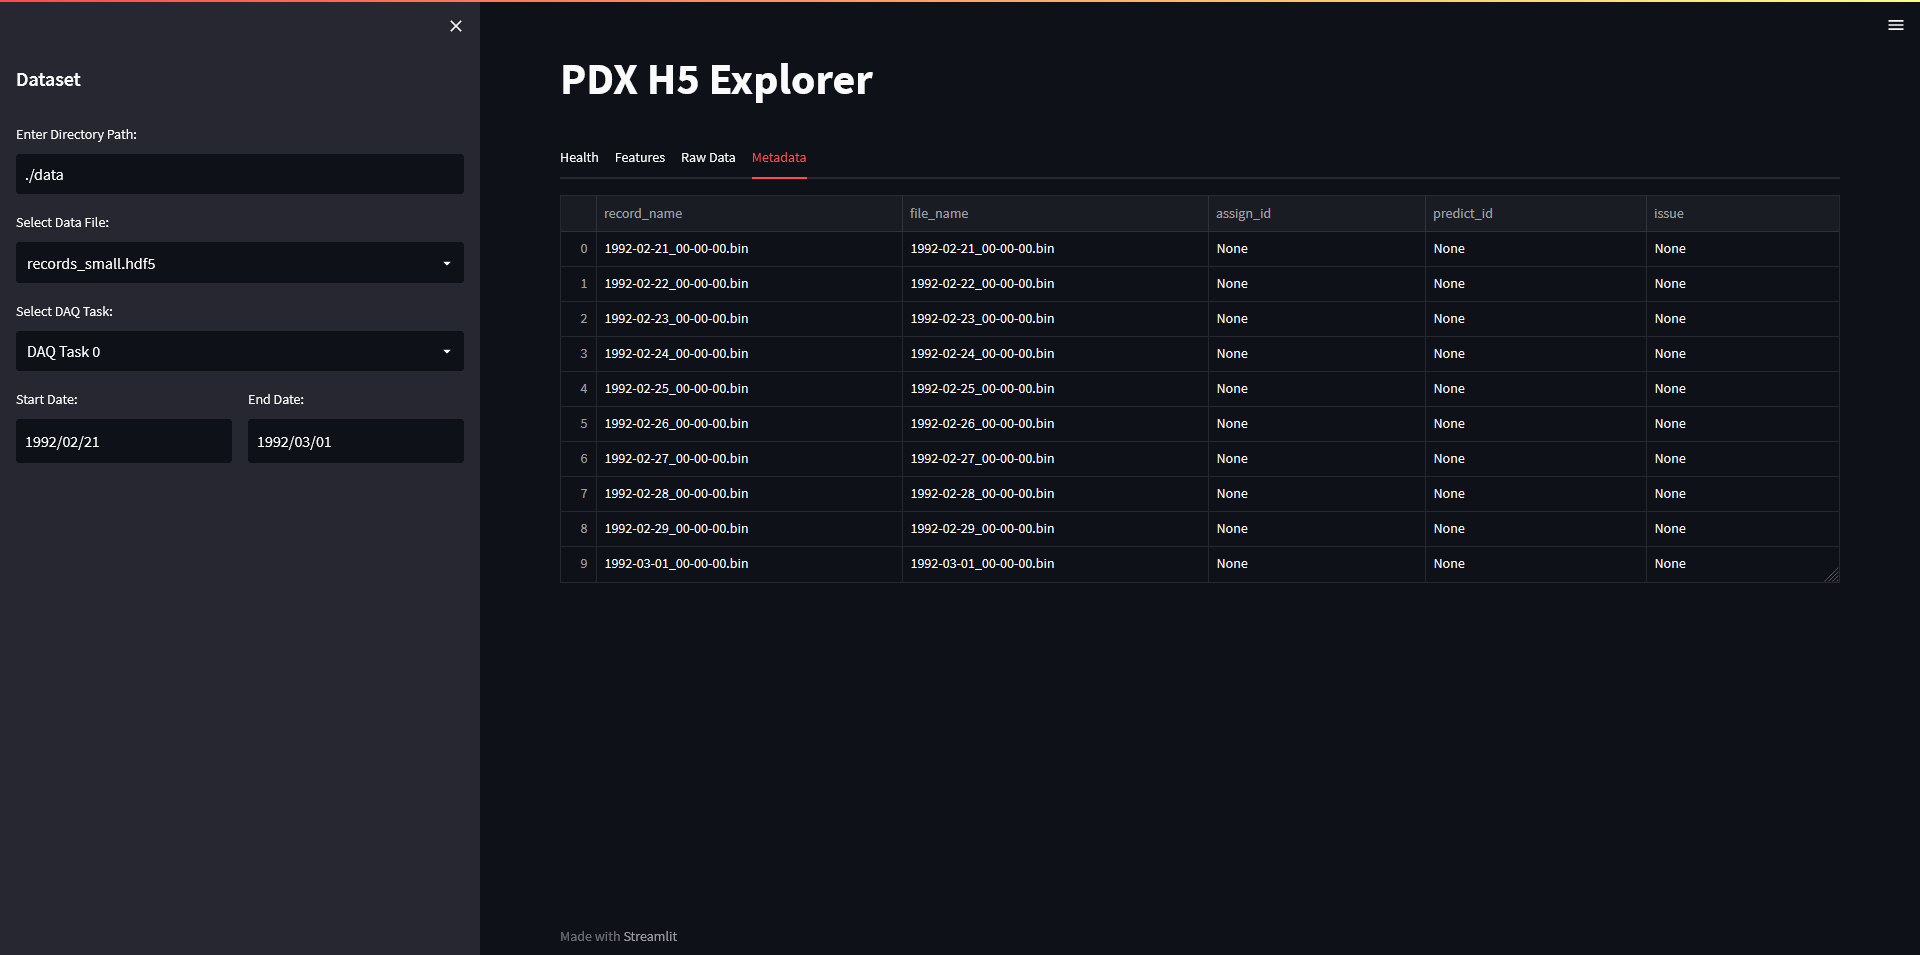 Dataset
Enter Directory Path:
./data
Select Data File:
records_small.hdf5
Select DAQ Task:
DAQ Task 0
Start Date: End Date:
1992/02/21 1992/03/01
PDX H5 Explorer
Health Features Raw Data Metadata
record_name file_name assign_id predict_id issue
0 1992-02-21_00-00-00.bin 1992-02-21_00-00-00.bin None None None
1 1992-02-22_00-00-00.bin 1992-02-22_00-00-00.bin None None None
2 1992-02-23_00-00-00.bin 1992-02-23_00-00-00.bin None None None
3 1992-02-24_00-00-00.bin 1992-02-24_00-00-00.bin None None None
4 1992-02-25_00-00-00.bin 1992-02-25_00-00-00.bin None None None
5 1992-02-26_00-00-00.bin 1992-02-26_00-00-00.bin None None None
6 1992-02-27_00-00-00.bin 1992-02-27_00-00-00.bin None None None
7 1992-02-28_00-00-00.bin 1992-02-28_00-00-00.bin None None None
8 1992-02-29_00-00-00.bin 1992-02-29_00-00-00.bin None None None
9 1992-03-01_00-00-00.bin 1992-03-01_00-00-00.bin None None None
Made with Streamlit